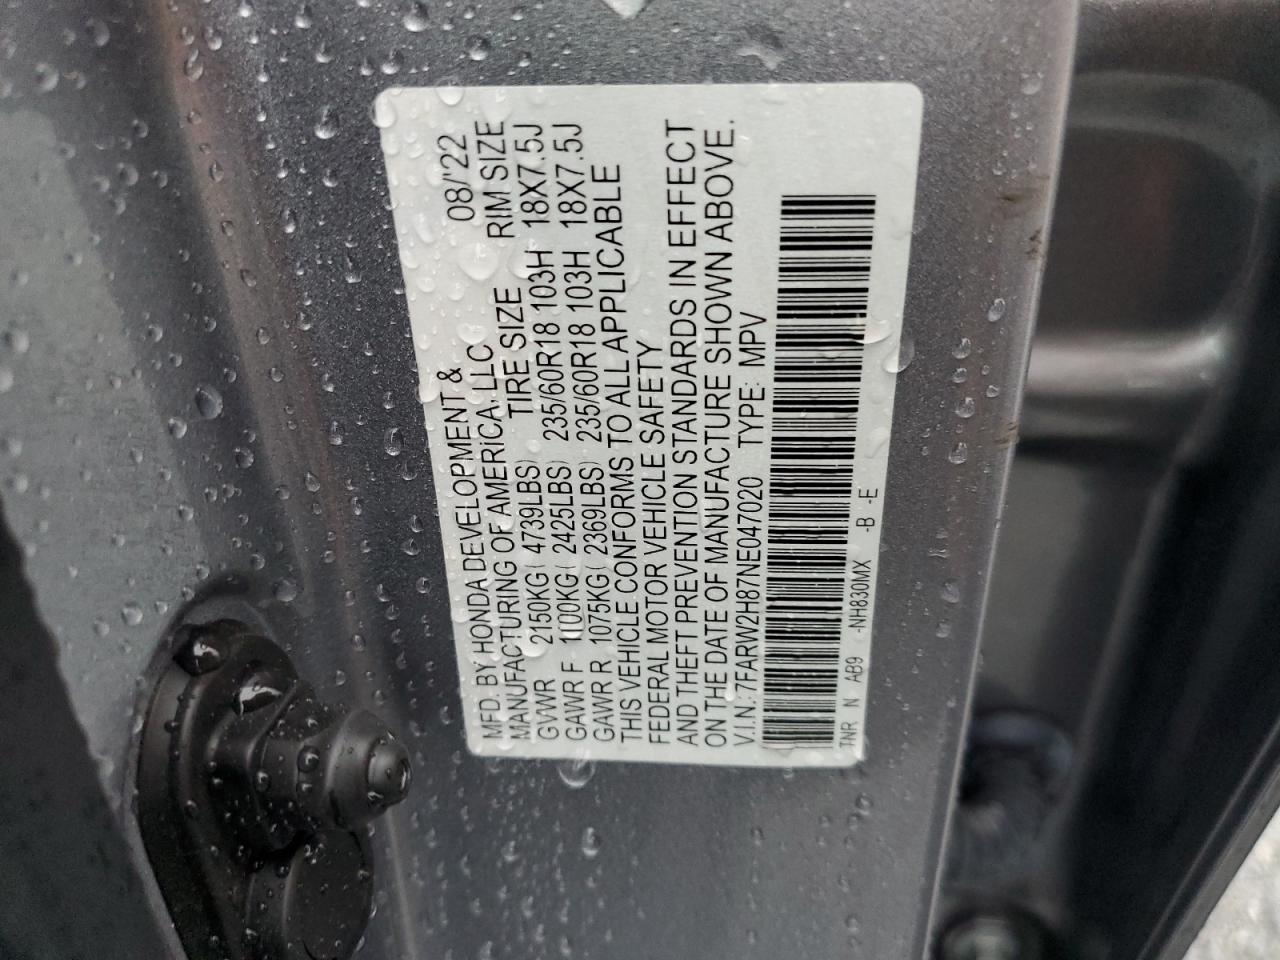 MFD. BY HONDA DEVELOPMENT & 08/'22
MANUFACTURING OF AMERICA, LLC TIRE SIZE RIM SIZE
GVWR 2150KG( 4739LBS)
GAWR F 1100KG( 2425LBS) 235/60R18 103H 18X7.5J
GAWR R 1075KG( 2369LBS) 235/60R18 103H 18X7.5J
THIS VEHICLE CONFORMS TO ALL APPLICABLE
FEDERAL MOTOR VEHICLE SAFETY
AND THEFT PREVENTION STANDARDS IN EFFECT
ON THE DATE OF MANUFACTURE SHOWN ABOVE.
V.I.N.: 7FARW2H87NE047020 TYPE: MPV
TNR N AB9 -NH830MX -B -E